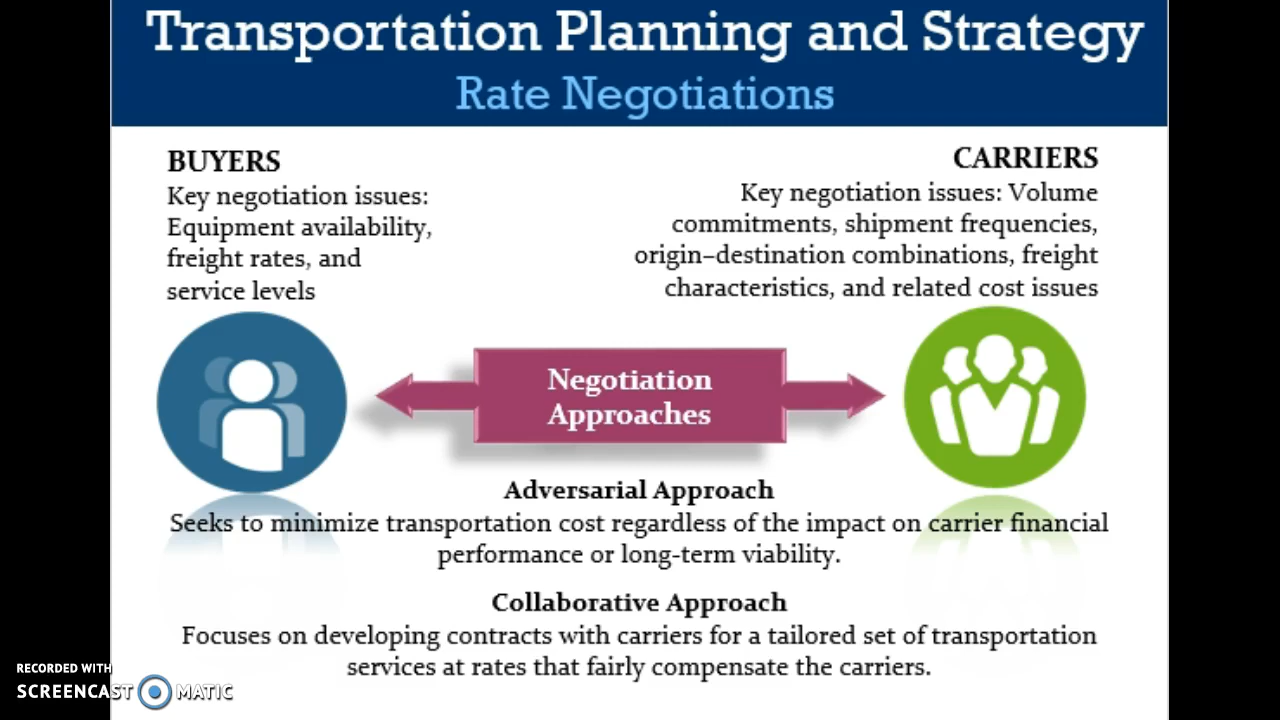 Transportation Planning and Strategy
Rate Negotiations
BUYERS
Key negotiation issues:
Equipment availability,
freight rates, and
service levels
CARRIERS
Key negotiation issues: Volume
commitments, shipment frequencies,
origin–destination combinations, freight
characteristics, and related cost issues
Negotiation
Approaches
Adversarial Approach
Seeks to minimize transportation cost regardless of the impact on carrier financial
performance or long-term viability.
Collaborative Approach
Focuses on developing contracts with carriers for a tailored set of transportation
services at rates that fairly compensate the carriers.
RECORDED WITH
SCREENCAST MATIC